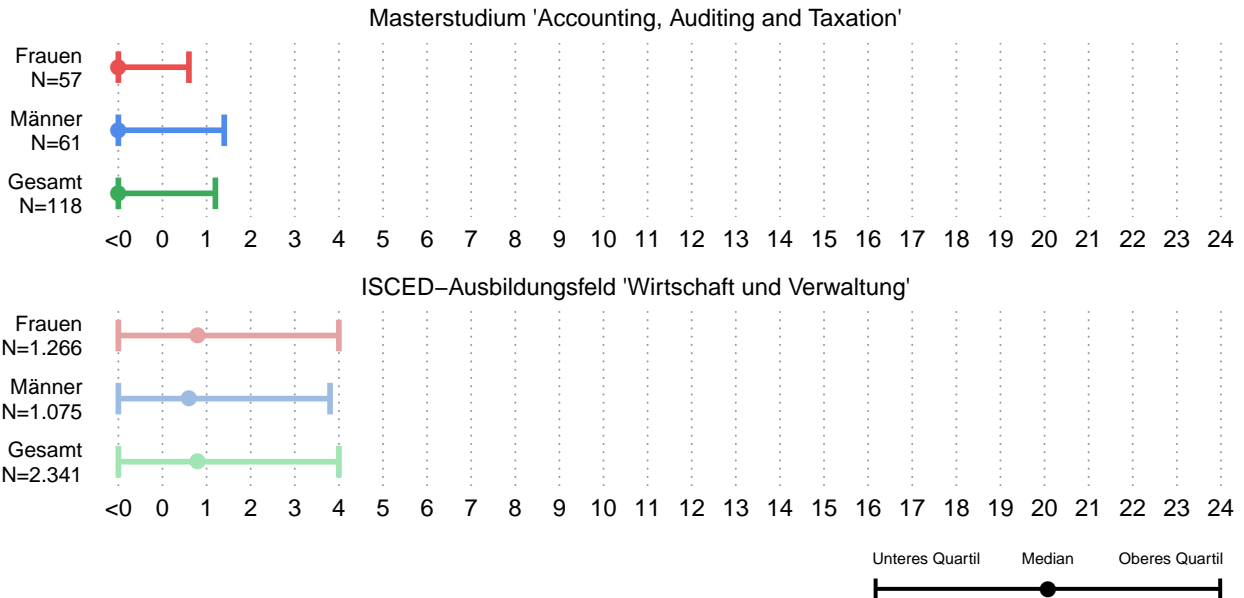 Masterstudium 'Accounting, Auditing and Taxation'
Frauen
N=57
Männer
N=61
Gesamt
N=118
<0 0 1 2 3 4 5 6 7 8 9 10 11 12 13 14 15 16 17 18 19 20 21 22 23 24
ISCED−Ausbildungsfeld 'Wirtschaft und Verwaltung'
Frauen
N=1.266
Männer
N=1.075
Gesamt
N=2.341
<0 0 1 2 3 4 5 6 7 8 9 10 11 12 13 14 15 16 17 18 19 20 21 22 23 24
Unteres Quartil Median Oberes Quartil